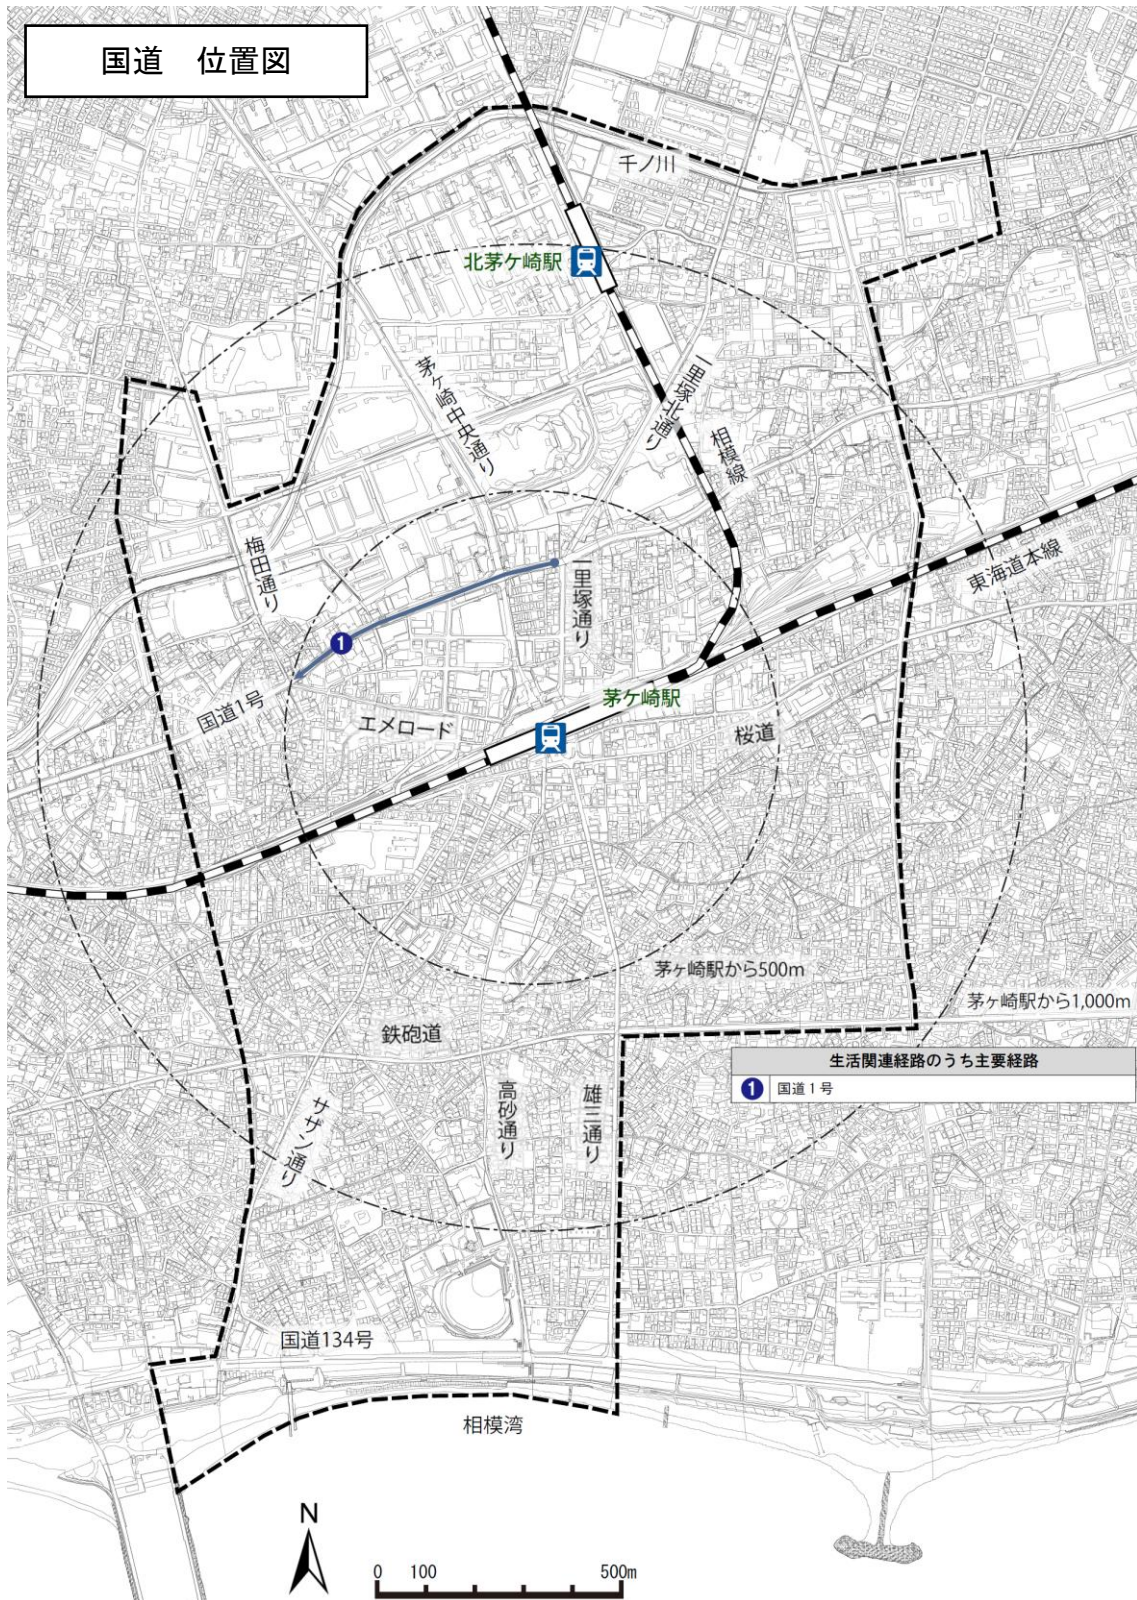 国道　位置図
千ノ川
北茅ケ崎駅
茅ヶ崎中央通り
一里塚北通り
相模線
梅田通り
東海道本線
一里塚通り
1
国道1号
茅ケ崎駅
エメロード
桜道
茅ヶ崎駅から500m
茅ヶ崎駅から1,000m
鉄砲道
生活関連経路のうち主要経路
1 国道1号
サザン通り
高砂通り
雄三通り
国道134号
相模湾
N
0 100 500m